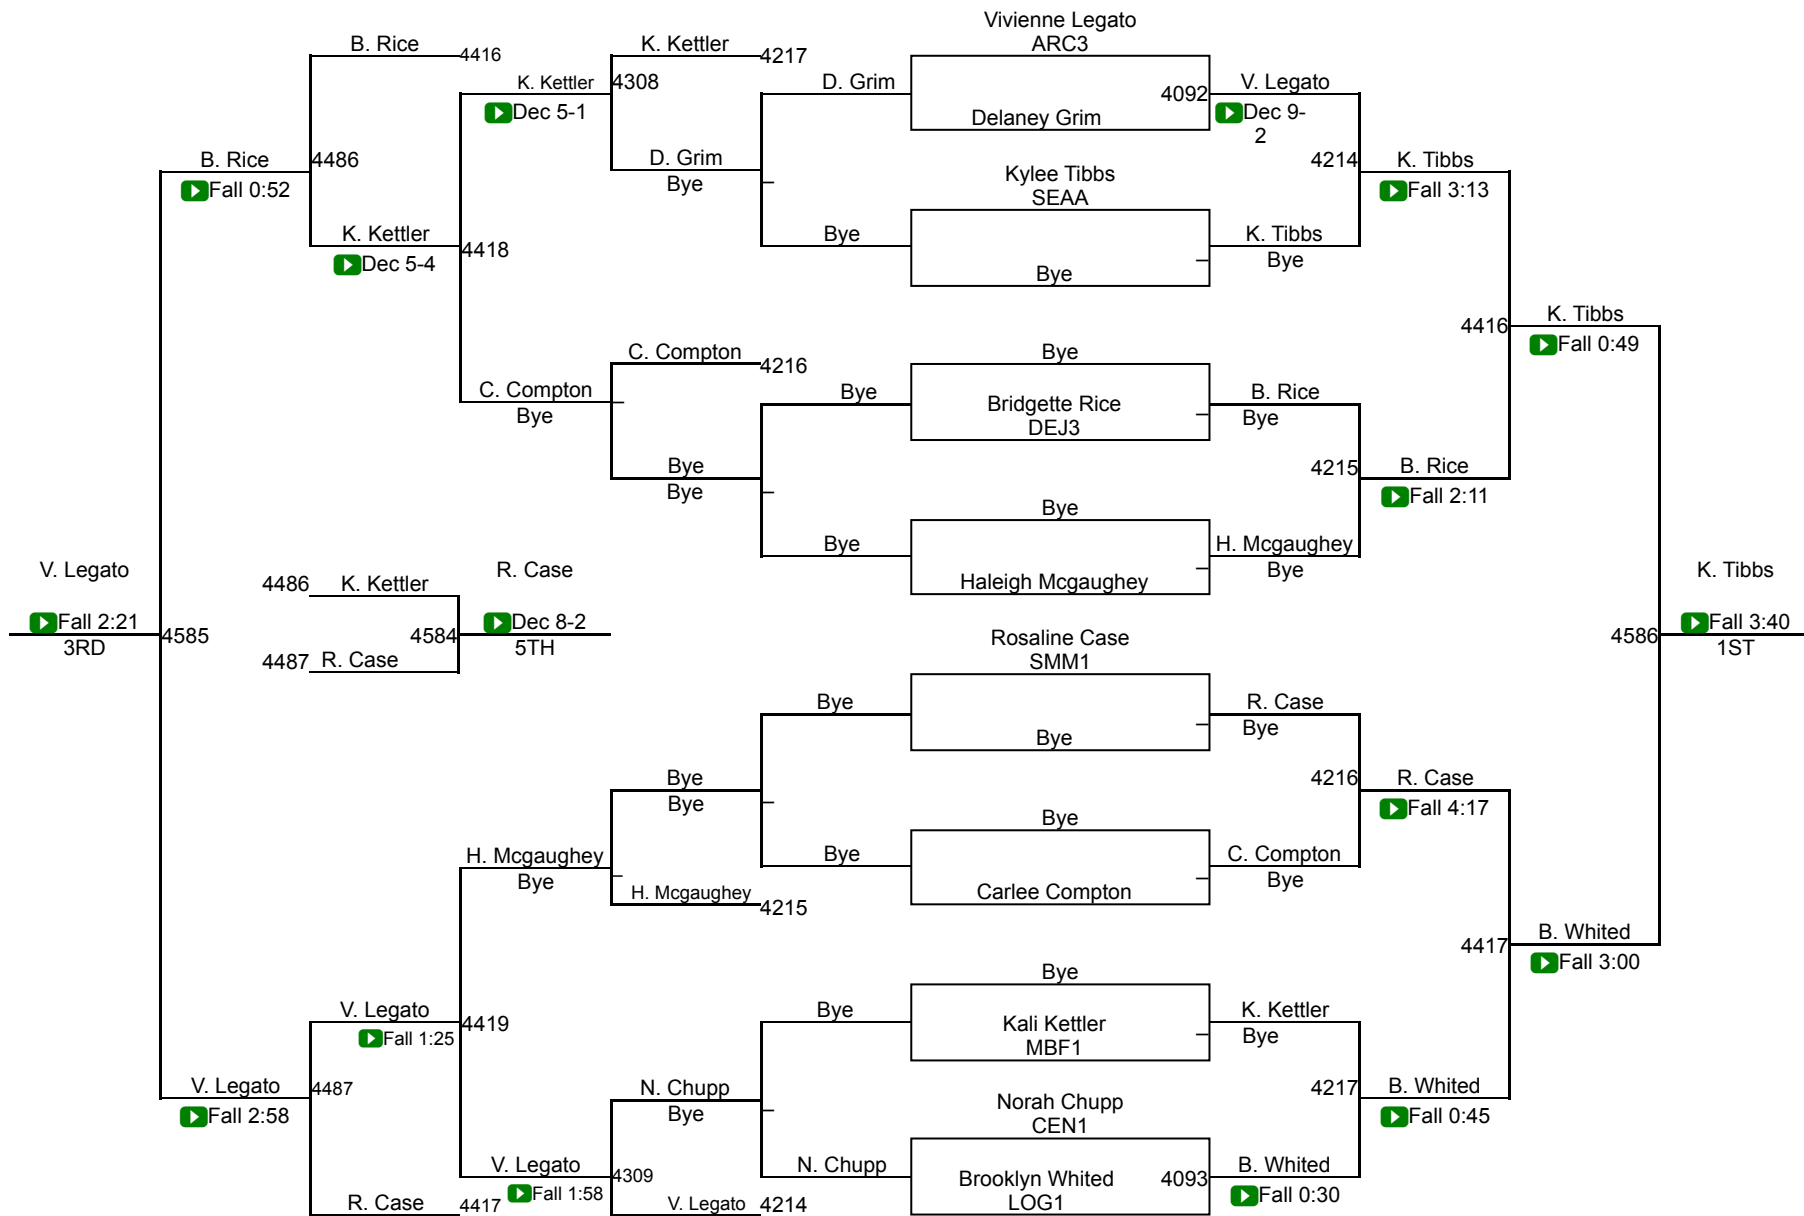 Vivienne Legato
ARC3
B. Rice
4416
K. Kettler
4217
K. Kettler
4308
Dec 5-1
D. Grim
4092
V. Legato
Dec 9-
2
Delaney Grim
B. Rice
4486
Fall 0:52
D. Grim
Bye
Kylee Tibbs
SEAA
4214
K. Tibbs
Fall 3:13
K. Kettler
4418
Dec 5-4
Bye
K. Tibbs
Bye
Bye
4416
K. Tibbs
Fall 0:49
C. Compton
4216
Bye
C. Compton
Bye
Bye
Bridgette Rice
DEJ3
B. Rice
Bye
Bye
Bye
4215
B. Rice
Fall 2:11
Bye
Bye
H. Mcgaughey
Bye
Haleigh Mcgaughey
V. Legato
Fall 2:21
3RD
4585
4486
K. Kettler
4487
R. Case
4584
R. Case
Dec 8-2
5TH
K. Tibbs
4586
Fall 3:40
1ST
Rosaline Case
SMM1
Bye
R. Case
Bye
Bye
Bye
Bye
4216
R. Case
Fall 4:17
Bye
H. Mcgaughey
Bye
Bye
C. Compton
Bye
Carlee Compton
H. Mcgaughey
4215
4417
B. Whited
Fall 3:00
Bye
V. Legato
4419
Fall 1:25
Bye
Kali Kettler
MBF1
K. Kettler
Bye
V. Legato
4487
Fall 2:58
N. Chupp
Bye
Norah Chupp
CEN1
4217
B. Whited
Fall 0:45
V. Legato
4309
Fall 1:58
N. Chupp
Brooklyn Whited
LOG1
4093
B. Whited
Fall 0:30
R. Case
4417
V. Legato
4214